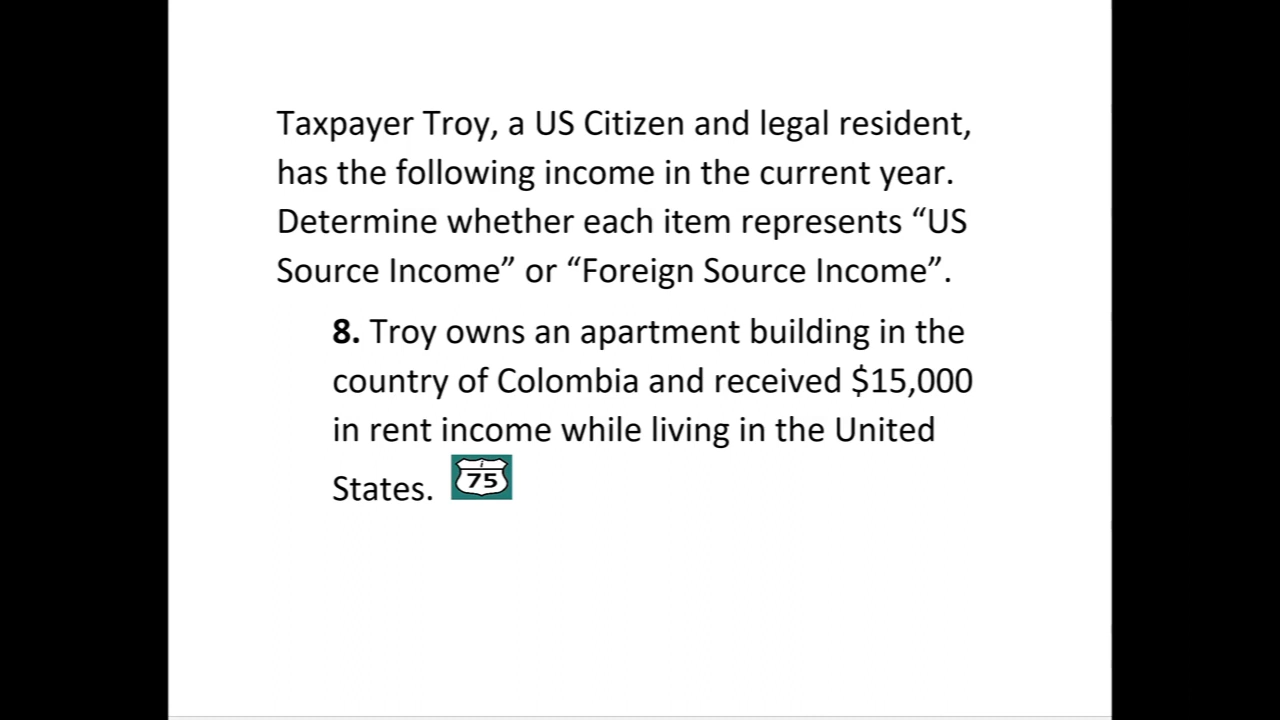 Taxpayer Troy, a US Citizen and legal resident,
has the following income in the current year.
Determine whether each item represents “US
Source Income” or “Foreign Source Income”.
8. Troy owns an apartment building in the
country of Colombia and received $15,000
in rent income while living in the United
States. i 75